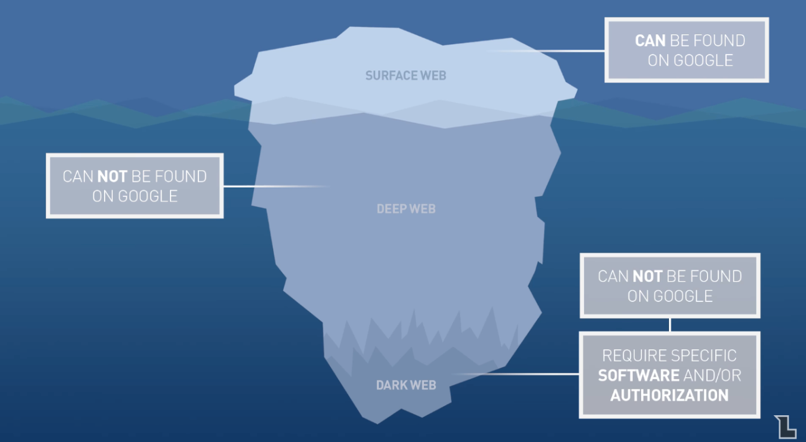 CAN BE FOUND
ON GOOGLE
SURFACE WEB
CAN NOT BE FOUND
ON GOOGLE
DEEP WEB
CAN NOT BE FOUND
ON GOOGLE
REQUIRE SPECIFIC
SOFTWARE AND/OR
AUTHORIZATION
DARK WEB
L